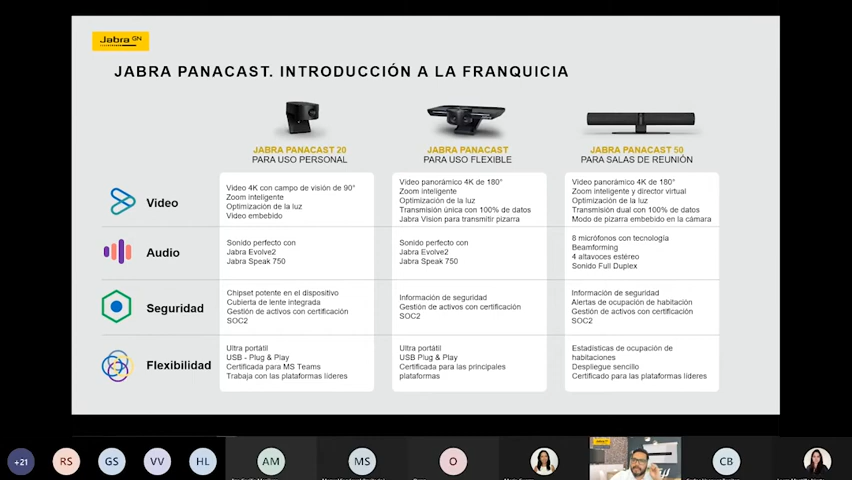 Jabra GN
JABRA PANACAST. INTRODUCCIÓN A LA FRANQUICIA
JABRA PANACAST 20
PARA USO PERSONAL
JABRA PANACAST
PARA USO FLEXIBLE
JABRA PANACAST 50
PARA SALAS DE REUNIÓN
Video
Video 4K con campo de visión de 90°
Zoom inteligente
Optimización de la luz
Video embebido
Vídeo panorámico 4K de 180°
Zoom inteligente
Optimización de la luz
Transmisión única con 100% de datos
Jabra Vision para transmitir pizarra
Vídeo panorámico 4K de 180°
Zoom inteligente y director virtual
Optimización de la luz
Transmisión dual con 100% de datos
Modo de pizarra embebido en la cámara
Audio
Sonido perfecto con
Jabra Evolve2
Jabra Speak 750
Sonido perfecto con
Jabra Evolve2
Jabra Speak 750
8 micrófonos con tecnología
Beamforming
4 altavoces estéreo
Sonido Full Duplex
Seguridad
Chipset potente en el dispositivo
Cubierta de lente integrada
Gestión de activos con certificación
SOC2
Información de seguridad
Gestión de activos con certificación
SOC2
Información de seguridad
Alertas de ocupación de habitación
Gestión de activos con certificación
SOC2
Flexibilidad
Ultra portátil
USB - Plug & Play
Certificada para MS Teams
Trabaja con las plataformas líderes
Ultra portátil
USB Plug & Play
Certificada para las principales
plataformas
Estadísticas de ocupación de
habitaciones
Despliegue sencillo
Certificado para las plataformas líderes
+21
RS
GS
VV
HL
AM
MS
O
CB